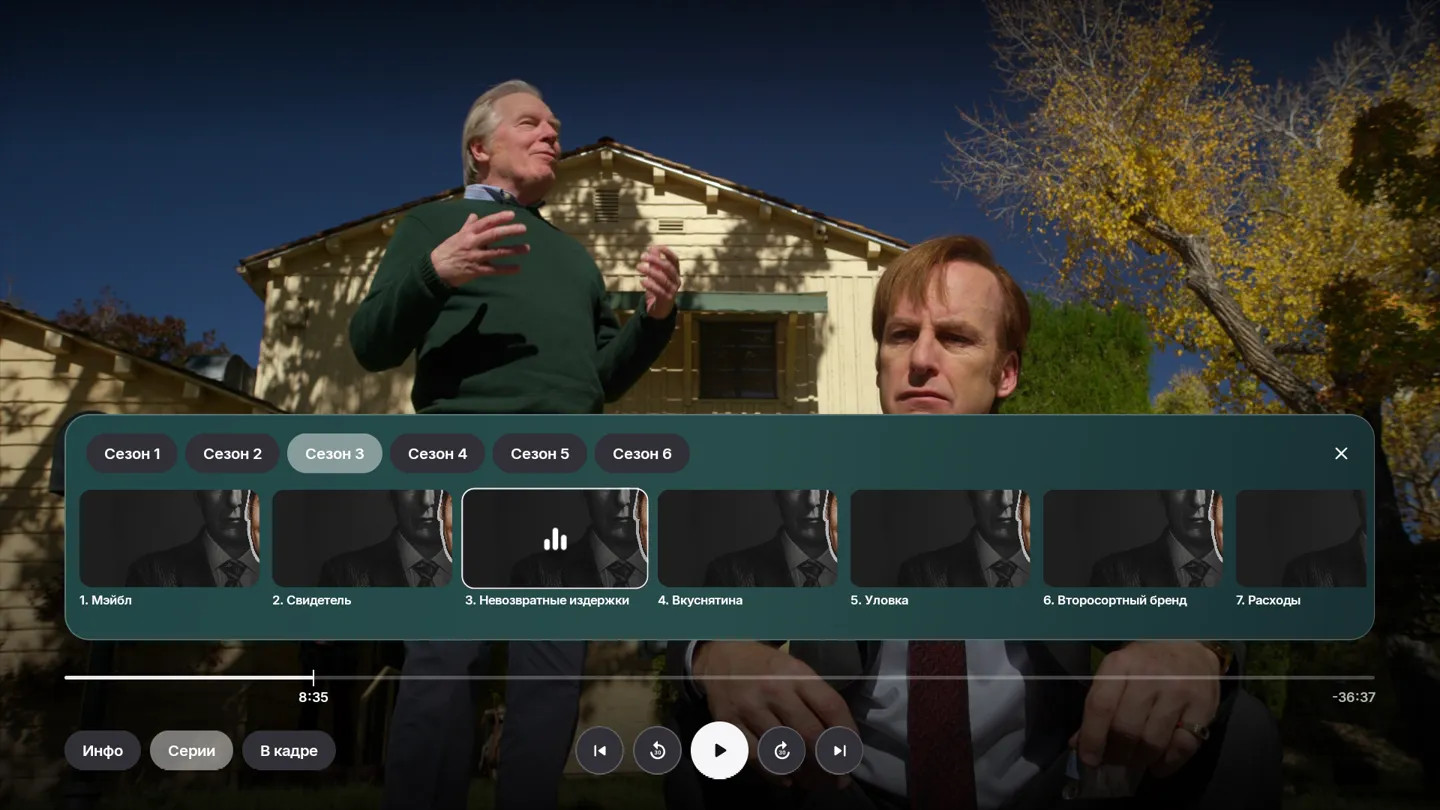 Сезон 1 Сезон 2 Сезон 3 Сезон 4 Сезон 5 Сезон 6
1. Мэйбл 2. Свидетель 3. Невозвратные издержки 4. Вкуснятина 5. Уловка 6. Второсортный бренд 7. Расходы
8:35 -36:37
Инфо Серии В кадре